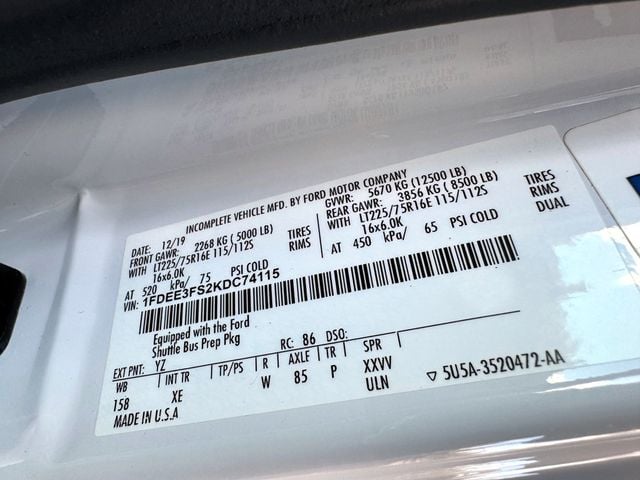 INCOMPLETE VEHICLE MFD. BY FORD MOTOR COMPANY
DATE: 12/19 GVWR: 5670 KG (12500 LB)
FRONT GAWR: 2268 KG (5000 LB) REAR GAWR: 3856 KG (8500 LB)
WITH LT225/75R16E 115/112S TIRES WITH LT225/75R16E 115/112S TIRES
16x6.0K RIMS 16x6.0K RIMS
AT 520 kPa/ 75 PSI COLD AT 450 kPa/ 65 PSI COLD DUAL
VIN: 1FDEE3FS2KDC74115
Equipped with the Ford
Shuttle Bus Prep Pkg
EXT PNT: YZ RC: 86 DSO:
WB INT TR TP/PS R AXLE TR SPR
158 XE W 85 P XXVV
ULN
MADE IN U.S.A
▽ 5U5A-3520472-AA